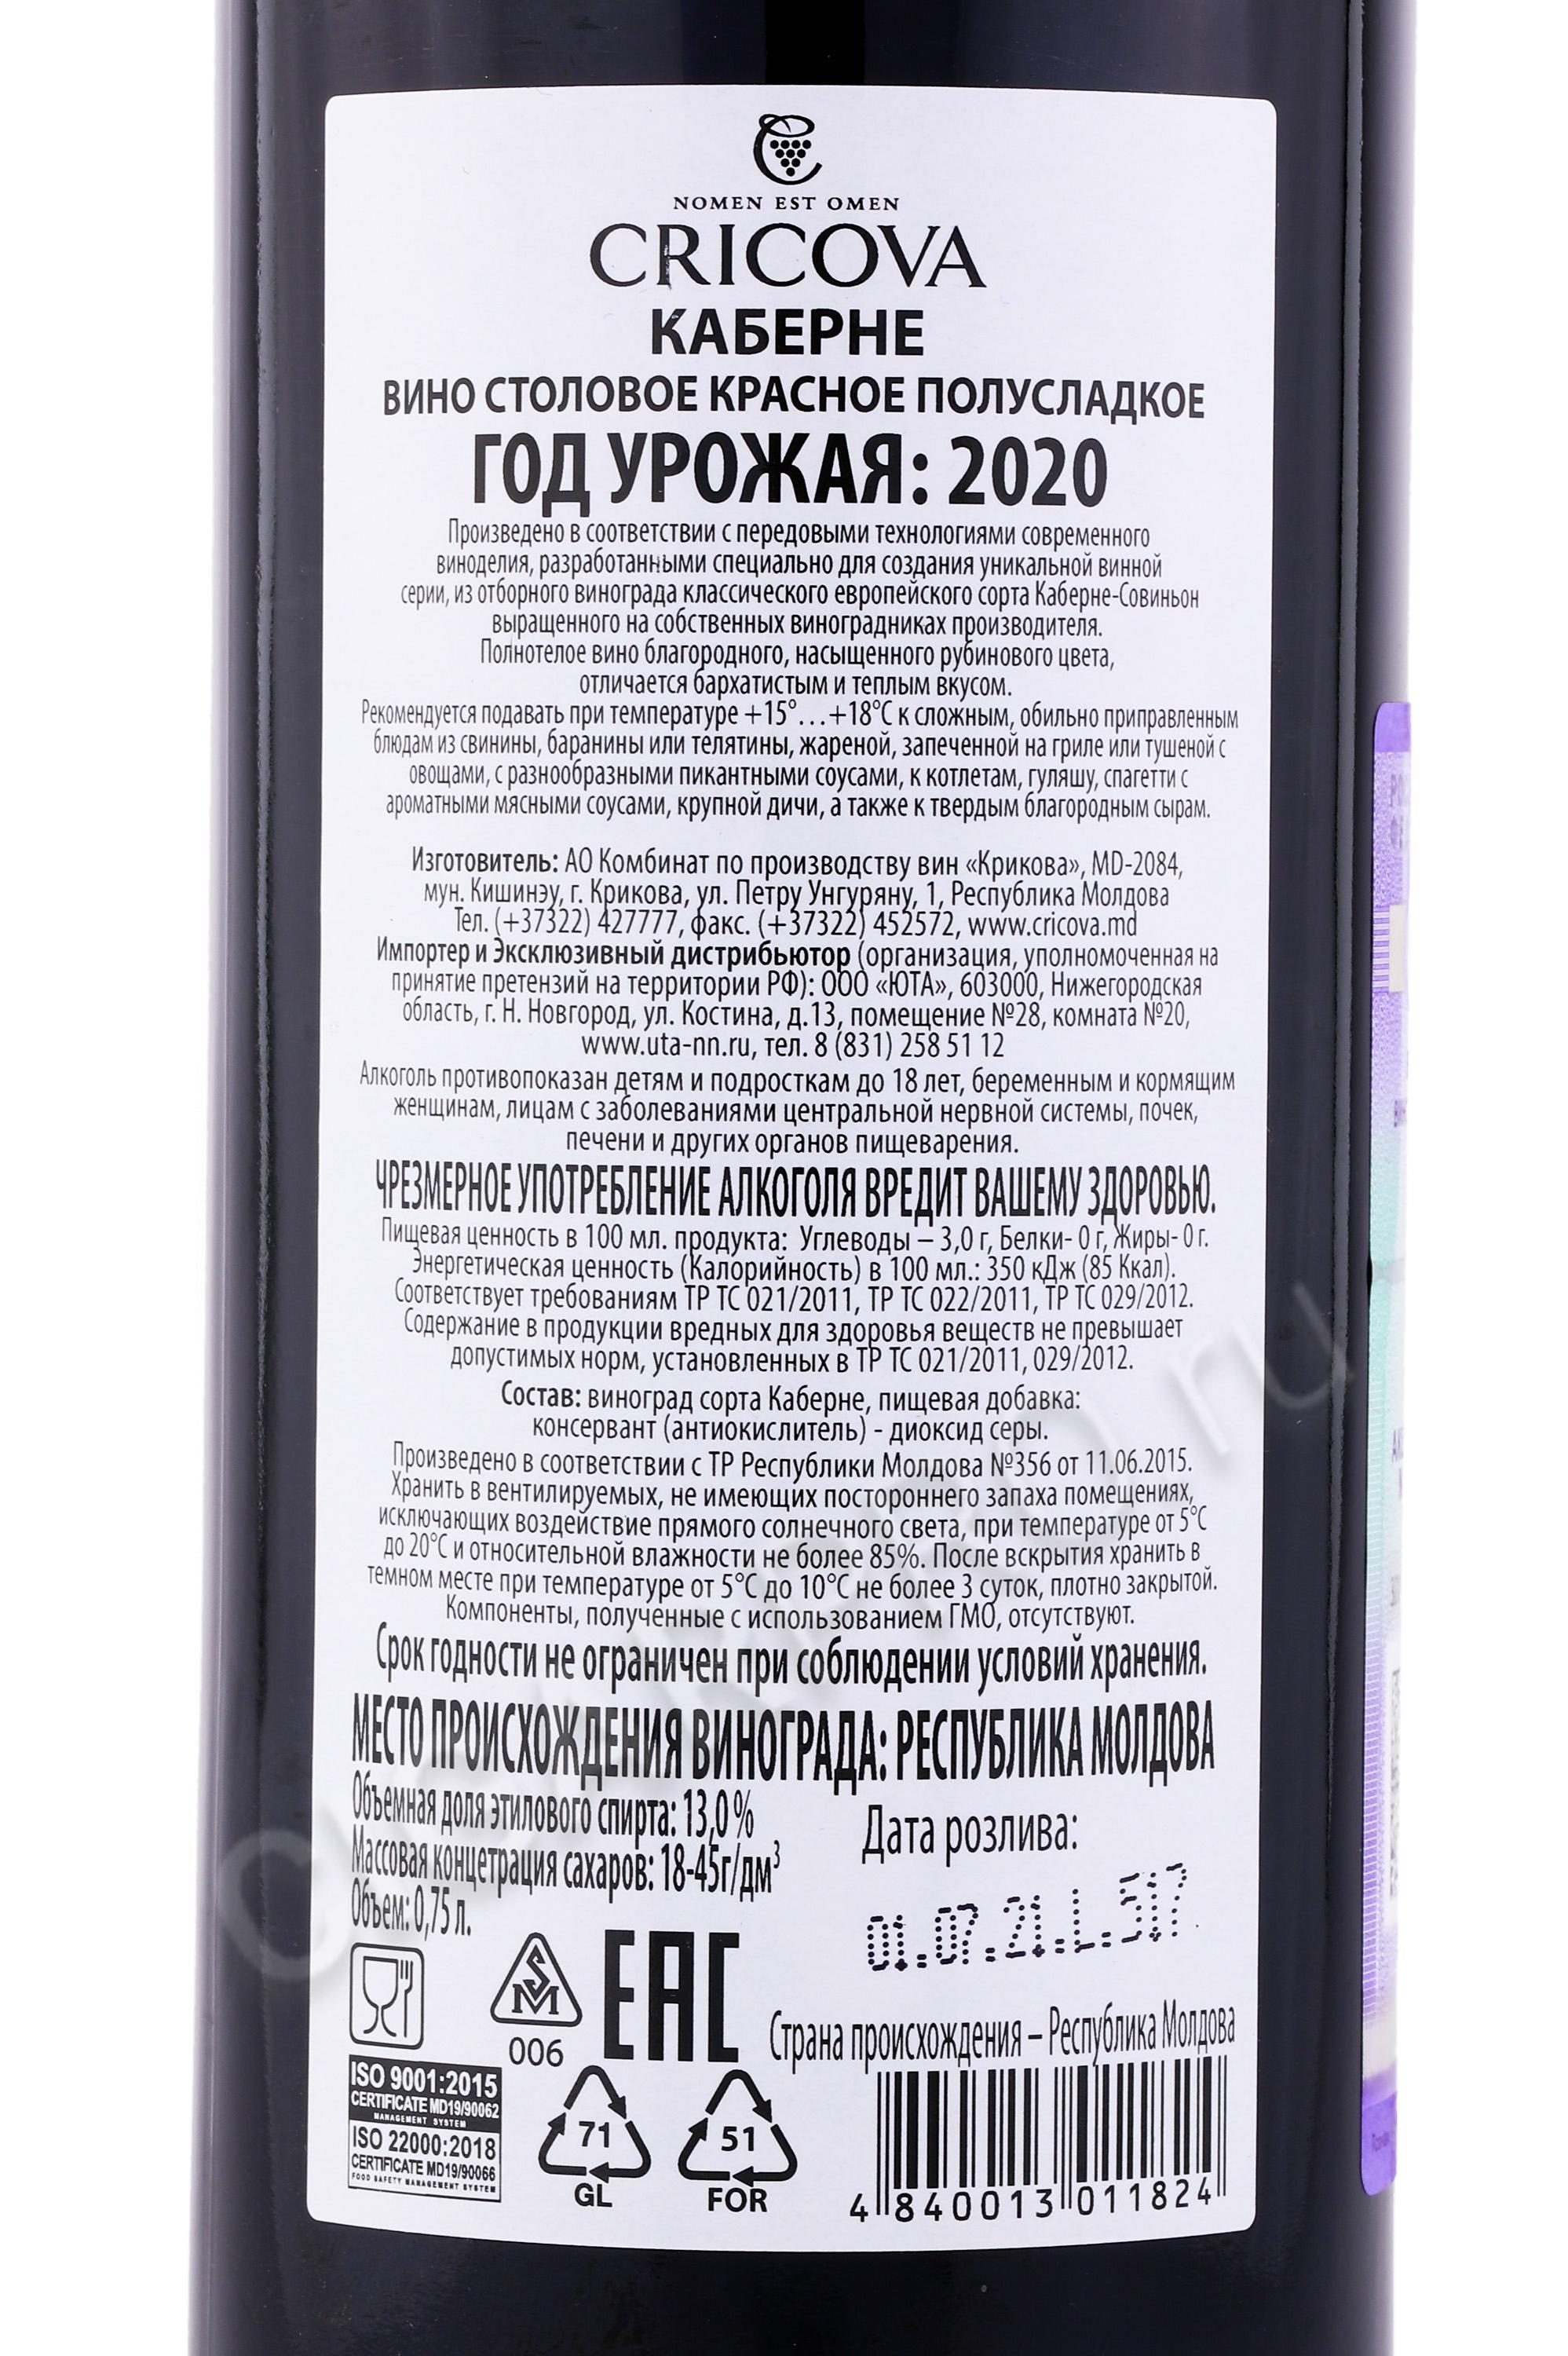 NOMEN EST OMEN
CRICOVA
КАБЕРНЕ
ВИНО СТОЛОВОЕ КРАСНОЕ ПОЛУСЛАДКОЕ
ГОД УРОЖАЯ: 2020
Произведено в соответствии с передовыми технологиями современного
виноделия, разработанными специально для создания уникальной винной
серии, из отборного винограда классического европейского сорта Каберне-Совиньон
выращенного на собственных виноградниках производителя.
Полнотелое вино благородного, насыщенного рубинового цвета,
отличается бархатистым и теплым вкусом.
Рекомендуется подавать при температуре +15°...+18°С к сложным, обильно приправленным
блюдам из свинины, баранины или телятины, жареной, запеченной на гриле или тушеной с
овощами, с разнообразными пикантными соусами, к котлетам, гуляшу, спагетти с
ароматными мясными соусами, крупной дичи, а также к твердым благородным сырам.
Изготовитель: АО Комбинат по производству вин «Крикова», MD-2084,
мун. Кишинэу, г. Крикова, ул. Петру Унгуряну, 1, Республика Молдова
Тел. (+37322) 427777, факс. (+37322) 452572, www.cricova.md
Импортер и Эксклюзивный дистрибьютор (организация, уполномоченная на
принятие претензий на территории РФ): ООО «ЮТА», 603000, Нижегородская
область, г. Н. Новгород, ул. Костина, д.13, помещение №28, комната №20,
www.uta-nn.ru, тел. 8 (831) 258 51 12
Алкоголь противопоказан детям и подросткам до 18 лет, беременным и кормящим
женщинам, лицам с заболеваниями центральной нервной системы, почек,
печени и других органов пищеварения.
ЧРЕЗМЕРНОЕ УПОТРЕБЛЕНИЕ АЛКОГОЛЯ ВРЕДИТ ВАШЕМУ ЗДОРОВЬЮ.
Пищевая ценность в 100 мл. продукта: Углеводы – 3,0 г, Белки- 0 г, Жиры- 0 г.
Энергетическая ценность (Калорийность) в 100 мл.: 350 кДж (85 Ккал).
Соответствует требованиям ТР ТС 021/2011, ТР ТС 022/2011, ТР ТС 029/2012.
Содержание в продукции вредных для здоровья веществ не превышает
допустимых норм, установленных в ТР ТС 021/2011, 029/2012.
Состав: виноград сорта Каберне, пищевая добавка:
консервант (антиокислитель) - диоксид серы.
Произведено в соответствии с ТР Республики Молдова №356 от 11.06.2015.
Хранить в вентилируемых, не имеющих постороннего запаха помещениях,
исключающих воздействие прямого солнечного света, при температуре от 5°С
до 20°С и относительной влажности не более 85%. После вскрытия хранить в
темном месте при температуре от 5°С до 10°С не более 3 суток, плотно закрытой.
Компоненты, полученные с использованием ГМО, отсутствуют.
Срок годности не ограничен при соблюдении условий хранения.
МЕСТО ПРОИСХОЖДЕНИЯ ВИНОГРАДА: РЕСПУБЛИКА МОЛДОВА
Объемная доля этилового спирта: 13,0%
Массовая концетрация сахаров: 18-45г/дм³
Объем: 0,75 л.
Дата розлива:
01.07.21.L.517
SM
006
EAC
Страна происхождения – Республика Молдова
ISO 9001:2015
CERTIFICATE MD19/90062
MANAGEMENT SYSTEM
ISO 22000:2018
CERTIFICATE MD19/90066
FOOD SAFETY MANAGEMENT SYSTEM
71
GL
51
FOR
4 840013 011824